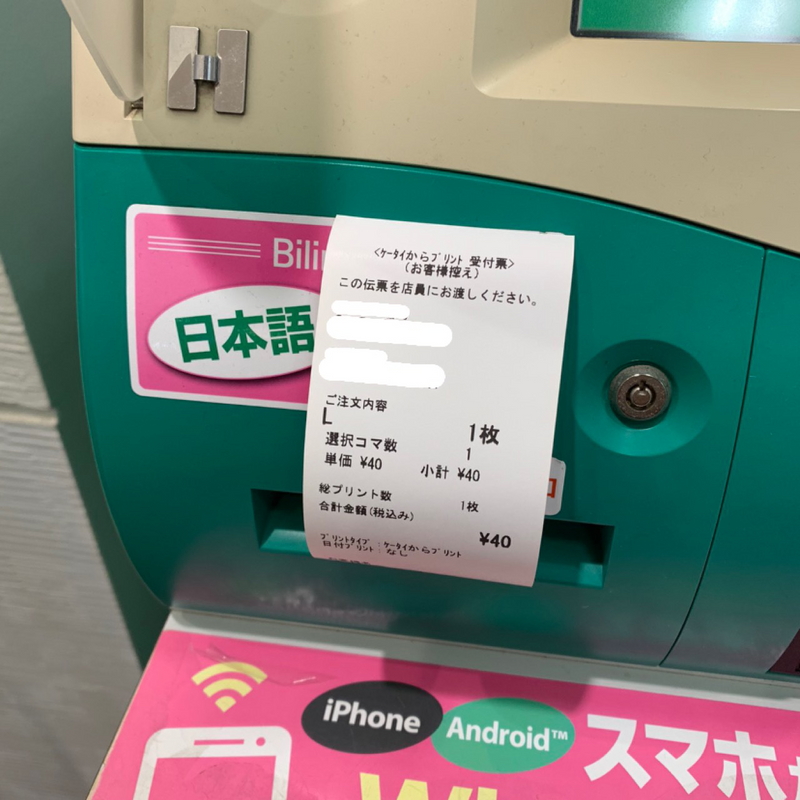 Bili
日本語
<ｹｰﾀｲからﾌﾟﾘﾝﾄ 受付票>
(お客様控え)
この伝票を店員にお渡しください。
ご注文内容
L 1枚
選択コマ数 1
単価 ¥40 小計 ¥40
総プリント数 1枚
合計金額(税込み) ¥40
ﾌﾟﾘﾝﾄﾀｲﾌﾟ：ｹｰﾀｲからﾌﾟﾘﾝﾄ
日付ﾌﾟﾘﾝﾄ：なし
iPhone Android™ スマホ